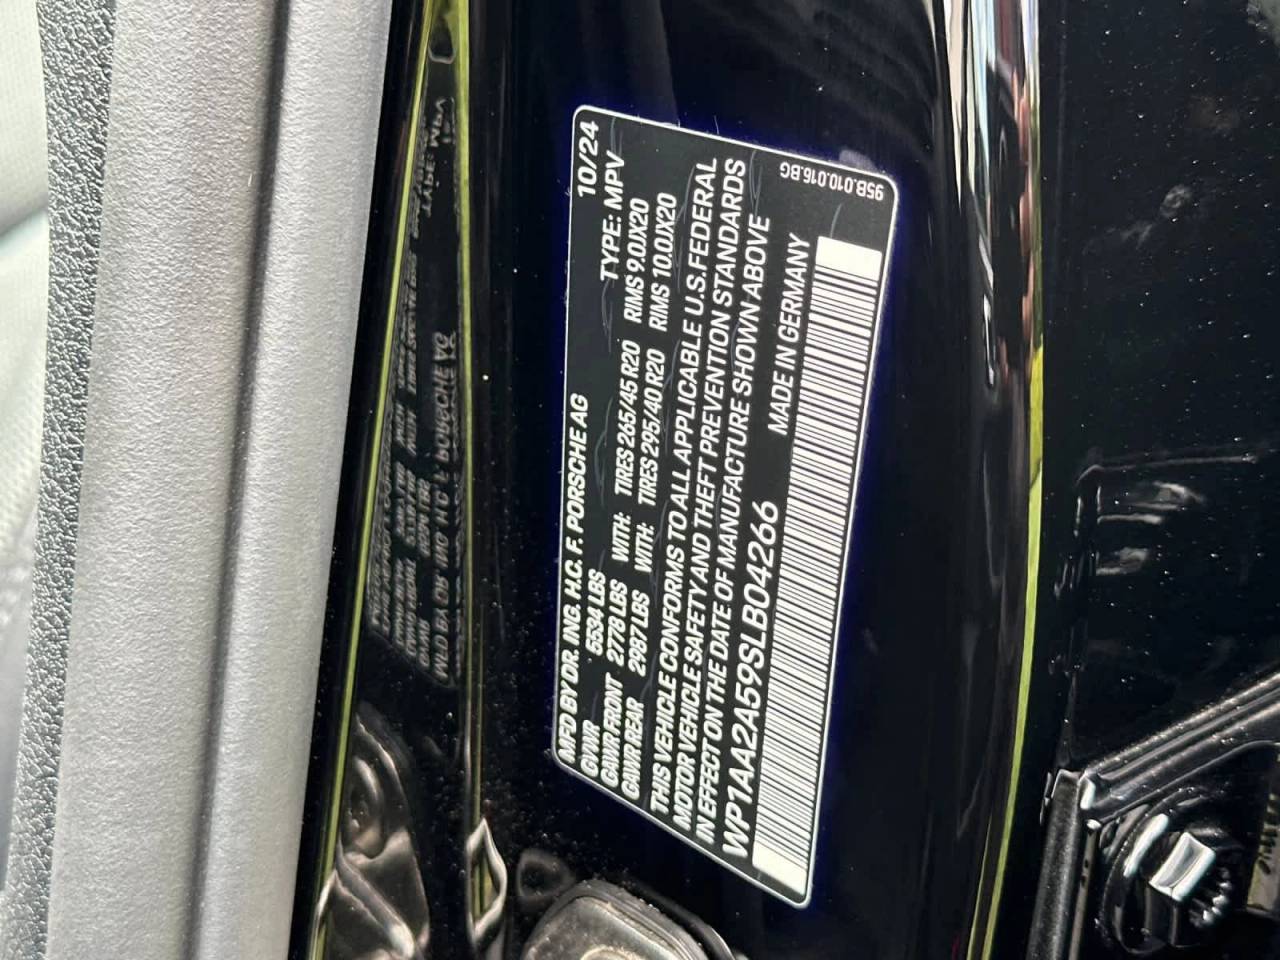 MFD BY DR. ING. H.C. F. PORSCHE AG 10/24
GVWR 5534 LBS TYPE: MPV
GAWR FRONT 2778 LBS WITH: TIRES 265/45 R20 RIMS 9.0JX20
GAWR REAR 2987 LBS WITH: TIRES 295/40 R20 RIMS 10.0JX20
THIS VEHICLE CONFORMS TO ALL APPLICABLE U.S. FEDERAL
MOTOR VEHICLE SAFETY AND THEFT PREVENTION STANDARDS
IN EFFECT ON THE DATE OF MANUFACTURE SHOWN ABOVE
WP1AA2A59SLB04266 MADE IN GERMANY
95B.010.016.BG